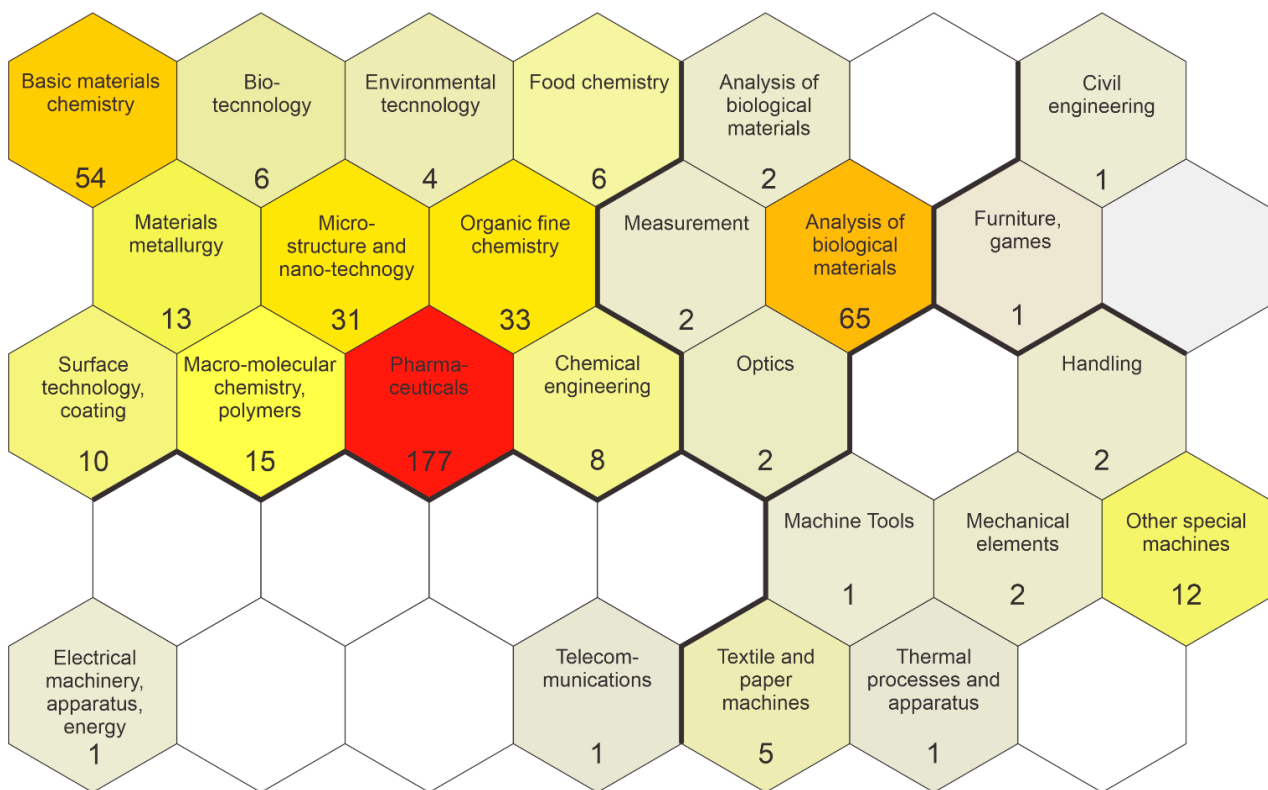 Basic materials
chemistry
54
Bio-
tecnnology
6
Environmental
tecnnology
4
Food chemistry
6
Analysis of
biological
materials
2
Civil
engineering
1
Materials
metallurgy
13
Micro-
structure and
nano-technogy
31
Organic fine
chemistry
33
Measurement
2
Analysis of
biological
materials
65
Furniture,
games
1
Surface
technology,
coating
10
Macro-molecular
chemistry,
polymers
15
Pharma-
ceuticals
177
Chemical
engineering
8
Optics
2
Handling
2
Machine Tools
1
Mechanical
elements
2
Other special
machines
12
Electrical
machinery,
apparatus,
energy
1
Telecom-
munications
1
Textile and
paper
machines
5
Thermal
processes and
apparatus
1